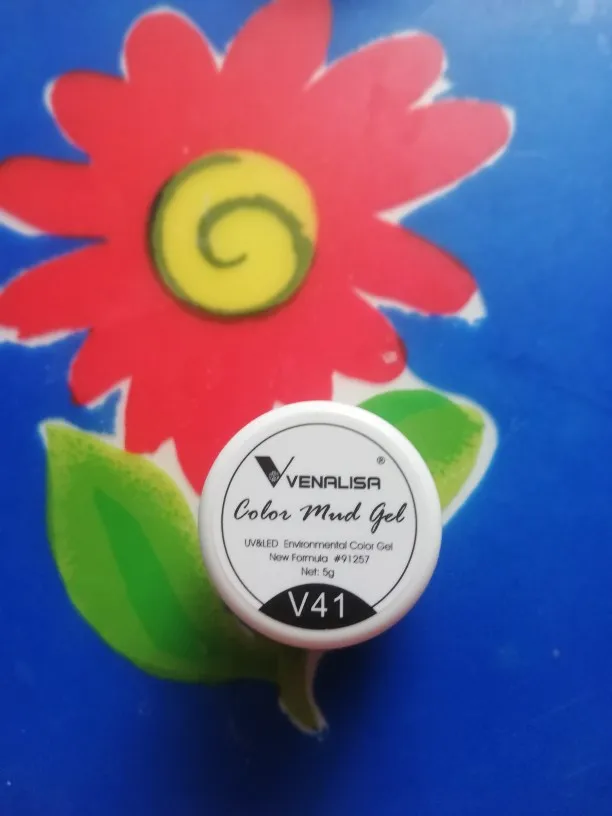 VENALISA ®
Color Mud Gel
UV&LED Environmental Color Gel
New Formula #91257
Net: 5g
V41